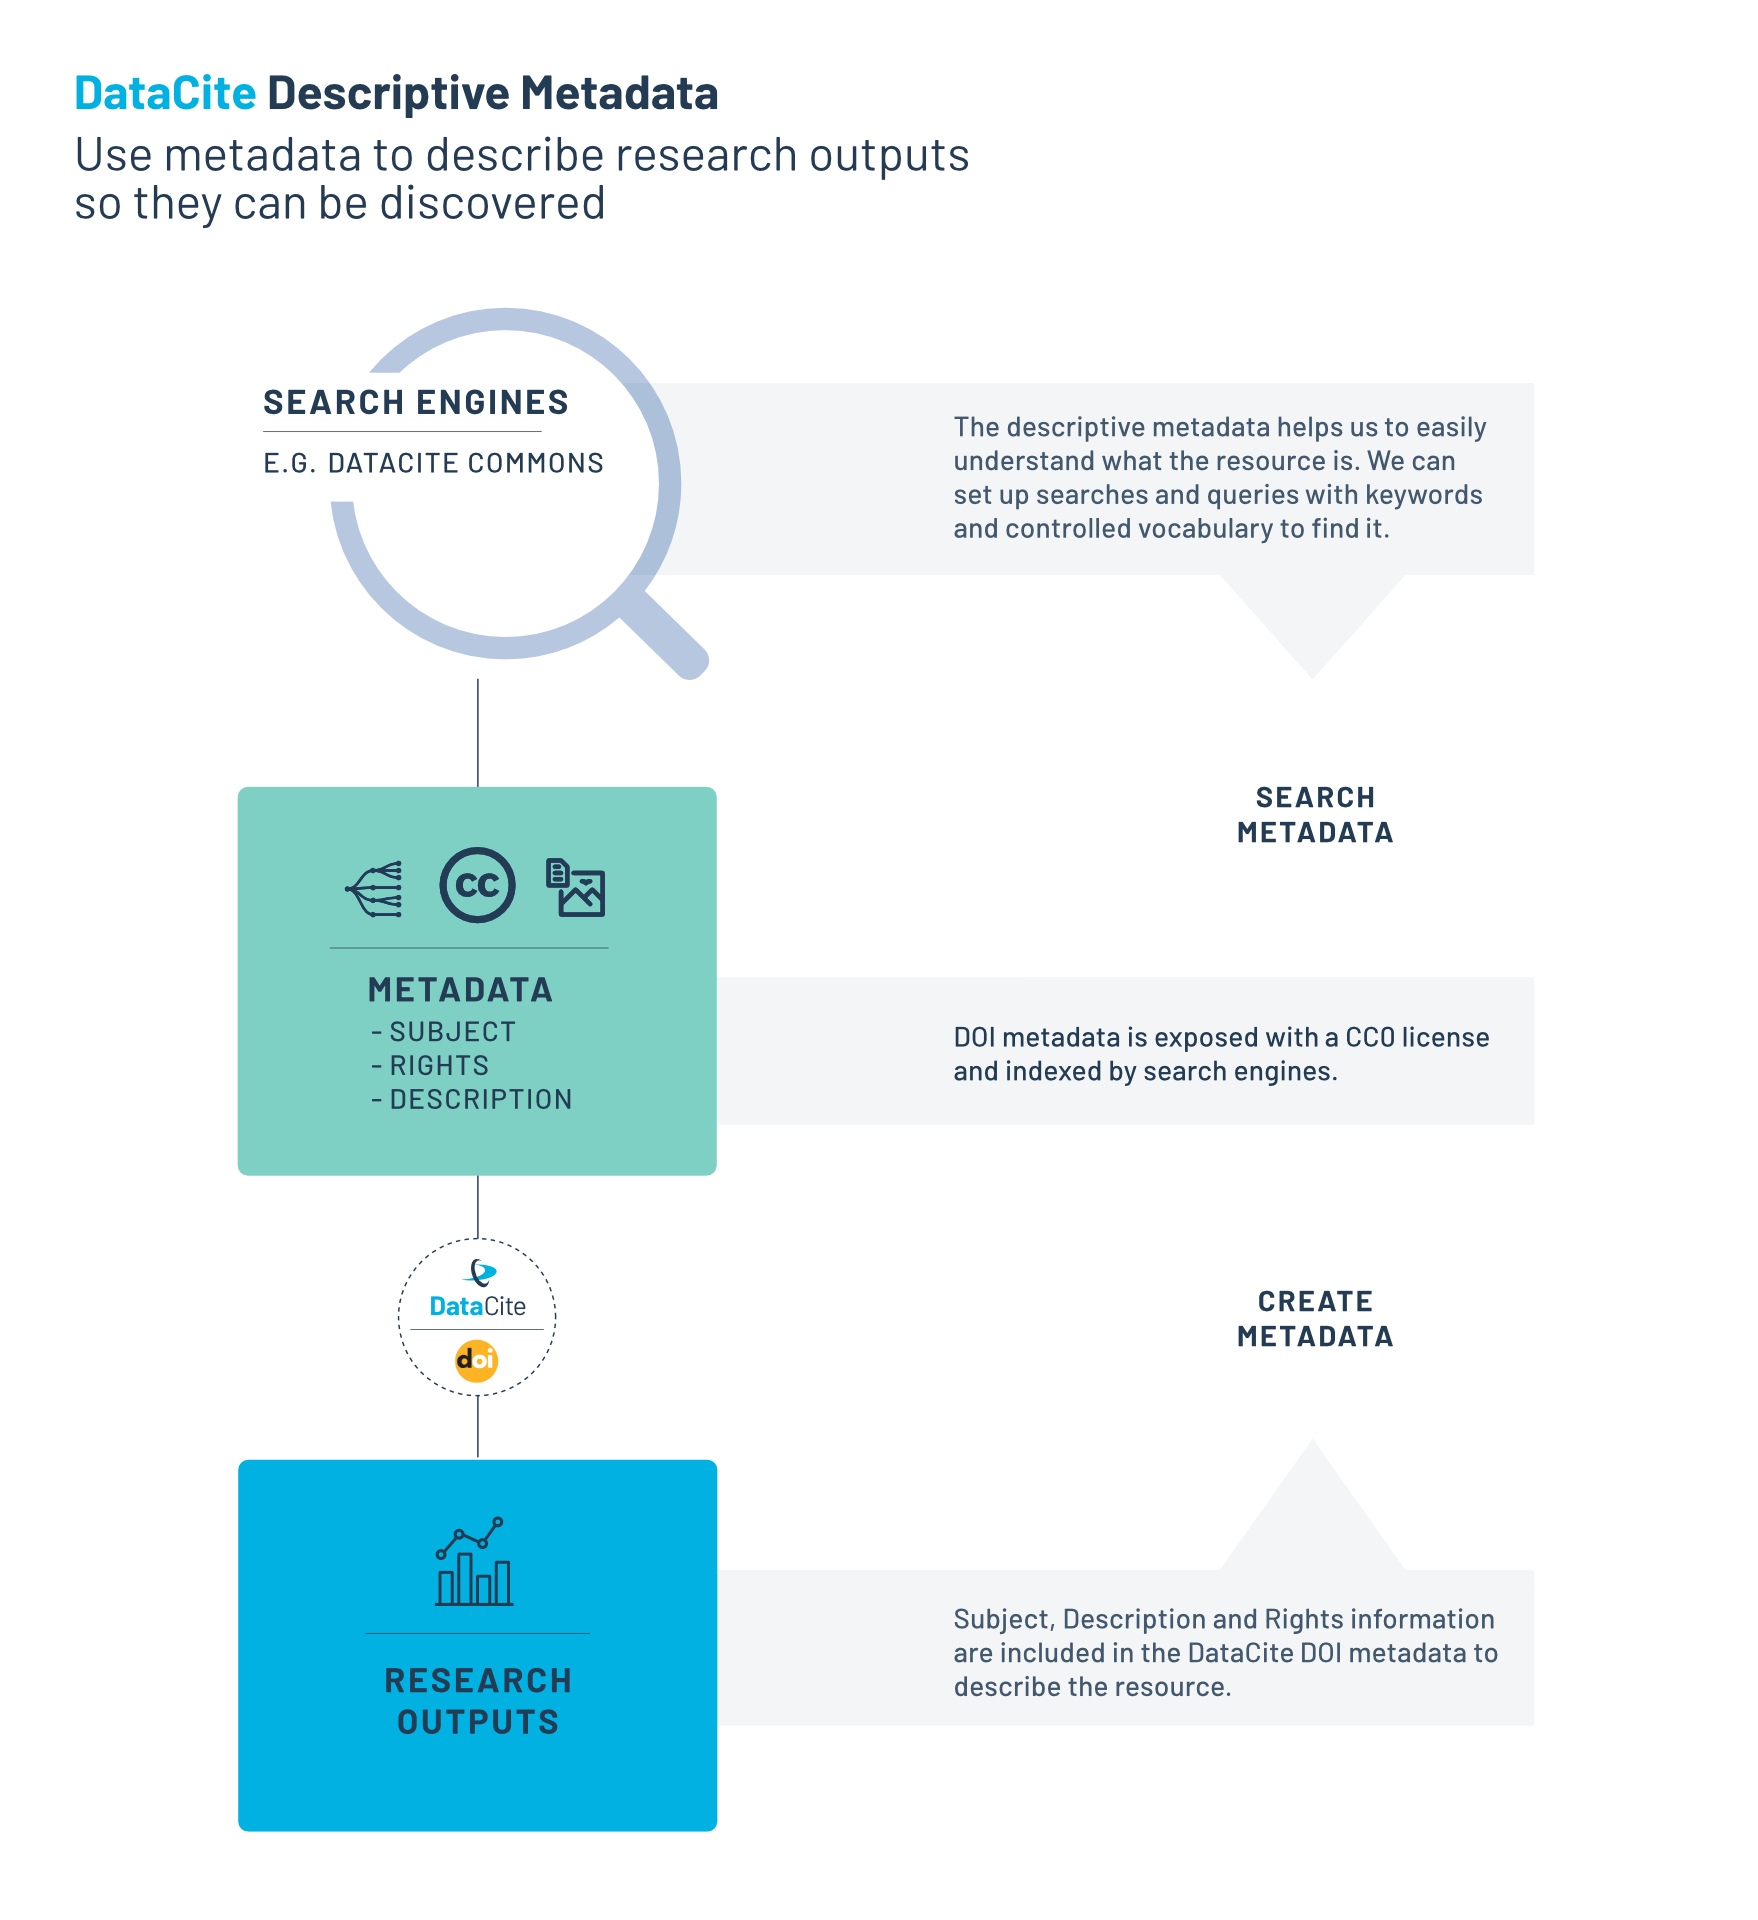 DataCite Descriptive Metadata
Use metadata to describe research outputs
so they can be discovered
SEARCH ENGINES
E.G. DATACITE COMMONS
The descriptive metadata helps us to easily
understand what the resource is. We can
set up searches and queries with keywords
and controlled vocabulary to find it.
SEARCH
METADATA
CC
METADATA
- SUBJECT
- RIGHTS
- DESCRIPTION
DOI metadata is exposed with a CC0 license
and indexed by search engines.
DataCite
doi
CREATE
METADATA
RESEARCH
OUTPUTS
Subject, Description and Rights information
are included in the DataCite DOI metadata to
describe the resource.